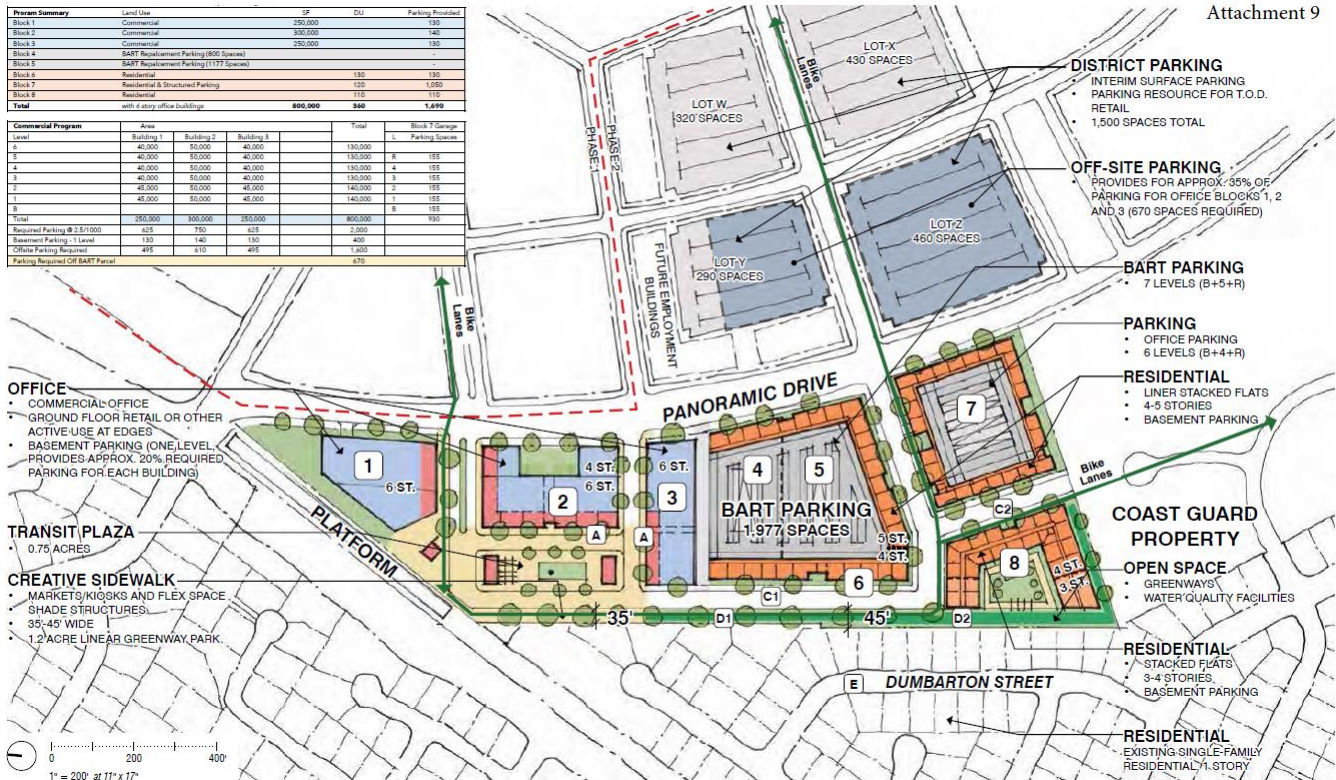 Attachment 9
Proram Summary Land Use SF DU Parking Provided
Block 1 Commercial 250,000 130
Block 2 Commercial 300,000 140
Block 3 Commercial 250,000 130
Block 4 BART Repalcement Parking (800 Spaces) -
Block 5 BART Repalcement Parking (1177 Spaces) -
Block 6 Residential 130 130
Block 7 Residential & Structured Parking 120 1,050
Block 8 Residential 110 110
Total with 6 story office buildings 800,000 360 1,690
Commercial Program Area Total Block 7 Garage
Level Building 1 Building 2 Building 3 L Parking Spaces
6 40,000 50,000 40,000 130,000
5 40,000 50,000 40,000 130,000 R 155
4 40,000 50,000 40,000 130,000 4 155
3 40,000 50,000 40,000 130,000 3 155
2 45,000 50,000 45,000 140,000 2 155
1 45,000 50,000 45,000 140,000 1 155
B B 155
Total 250,000 300,000 250,000 800,000 930
Required Parking @ 2.5/1000 625 750 625 2,000
Basement Parking - 1 Level 130 140 130 400
Offsite Parking Required 495 610 495 1,600
Parking Required Off BART Parcel 670
LOT X
430 SPACES
LOT W
320 SPACES
LOT Z
460 SPACES
LOT Y
290 SPACES
PHASE 1
PHASE 2
Bike
Lanes
Bike
Lanes
Bike
Lanes
FUTURE EMPLOYMENT
BUILDINGS
DISTRICT PARKING
• INTERIM SURFACE PARKING
• PARKING RESOURCE FOR T.O.D.
RETAIL
• 1,500 SPACES TOTAL
OFF-SITE PARKING
• PROVIDES FOR APPROX. 35% OF
PARKING FOR OFFICE BLOCKS 1, 2
AND 3 (670 SPACES REQUIRED)
BART PARKING
• 7 LEVELS (B+5+R)
PARKING
• OFFICE PARKING
• 6 LEVELS (B+4+R)
RESIDENTIAL
• LINER STACKED FLATS
• 4-5 STORIES
• BASEMENT PARKING
OFFICE
• COMMERCIAL OFFICE
• GROUND FLOOR RETAIL OR OTHER
ACTIVE USE AT EDGES
• BASEMENT PARKING (ONE LEVEL,
PROVIDES APPROX. 20% REQUIRED
PARKING FOR EACH BUILDING)
TRANSIT PLAZA
• 0.75 ACRES
CREATIVE SIDEWALK
• MARKETS/KIOSKS AND FLEX SPACE
• SHADE STRUCTURES
• 35'-45' WIDE
• 1.2 ACRE LINEAR GREENWAY PARK.
PANORAMIC DRIVE
PLATFORM
1
6 ST.
2
4 ST.
6 ST.
3
6 ST.
4
5
BART PARKING
1,977 SPACES
5 ST.
4 ST.
6
7
8
4 ST.
3 ST.
A
A
C1
C2
D1
D2
E
35'
45'
COAST GUARD
PROPERTY
OPEN SPACE
• GREENWAYS
• WATER QUALITY FACILITIES
RESIDENTIAL
• STACKED FLATS
• 3-4 STORIES
• BASEMENT PARKING
DUMBARTON STREET
RESIDENTIAL
EXISTING SINGLE-FAMILY
RESIDENTIAL, 1 STORY
0 200 400'
1" = 200' at 11" x 17"